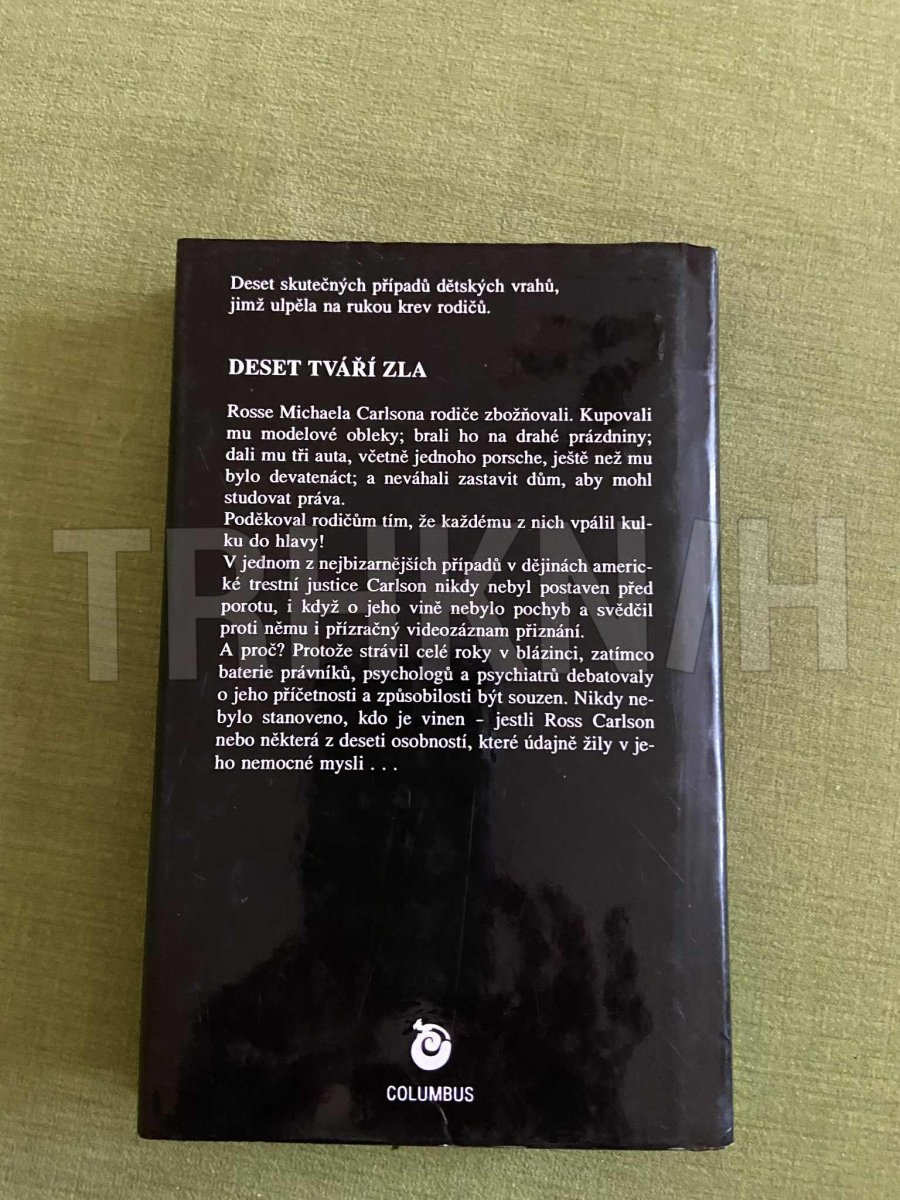 Deset skutečných případů dětských vrahů,
jimž ulpěla na rukou krev rodičů.
DESET TVÁŘÍ ZLA
Rosse Michaela Carlsona rodiče zbožňovali. Kupovali
mu modelové obleky; brali ho na drahé prázdniny;
dali mu tři auta, včetně jednoho porsche, ještě než mu
bylo devatenáct; a neváhali zastavit dům, aby mohl
studovat práva.
Poděkoval rodičům tím, že každému z nich vpálil kul-
ku do hlavy!
V jednom z nejbizarnějších případů v dějinách americ-
ké trestní justice Carlson nikdy nebyl postaven před
porotu, i když o jeho vině nebylo pochyb a svědčil
proti němu i přízračný videozáznam přiznání.
A proč? Protože strávil celé roky v blázinci, zatímco
baterie právníků, psychologů a psychiatrů debatovaly
o jeho příčetnosti a způsobilosti být souzen. Nikdy ne-
bylo stanoveno, kdo je vinen – jestli Ross Carlson
nebo některá z deseti osobností, které údajně žily v je-
ho nemocné mysli . . .
TRHKNIH
COLUMBUS